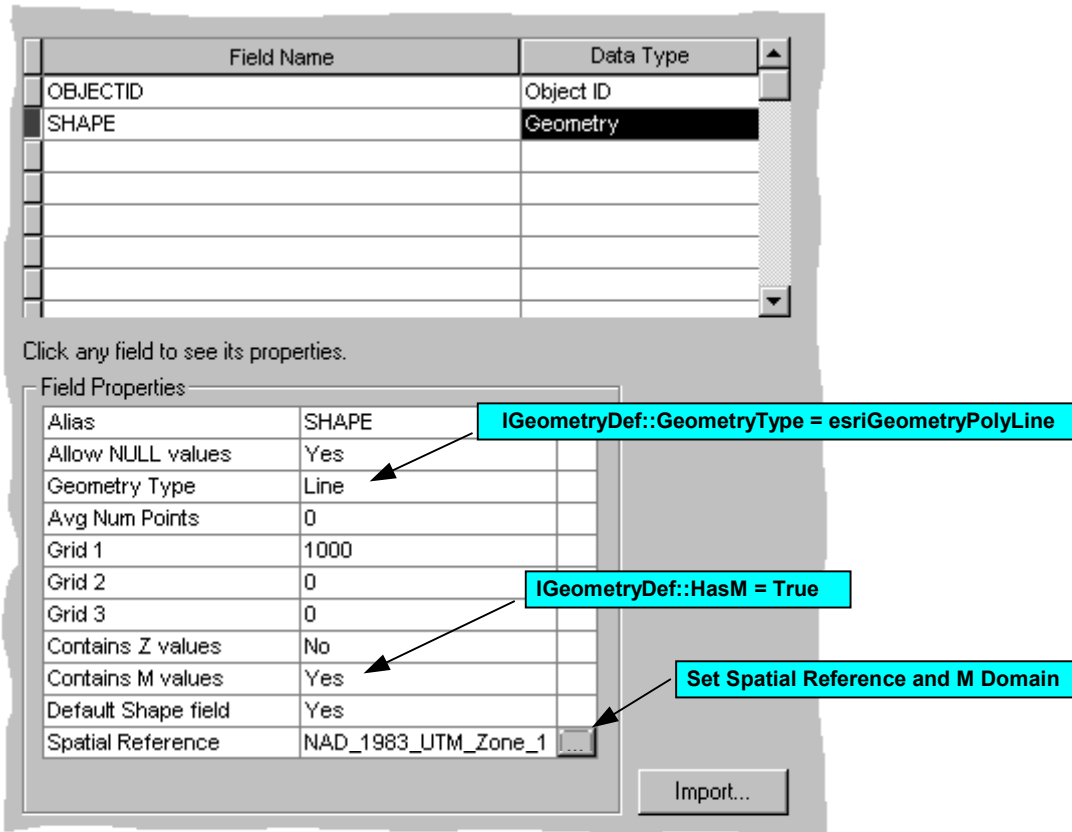 Field Name Data Type
OBJECTID Object ID
SHAPE Geometry
Click any field to see its properties.
Field Properties
Alias SHAPE
IGeometryDef::GeometryType = esriGeometryPolyLine
Allow NULL values Yes
Geometry Type Line
Avg Num Points 0
Grid 1 1000
Grid 2 0
IGeometryDef::HasM = True
Grid 3 0
Contains Z values No
Contains M values Yes
Set Spatial Reference and M Domain
Default Shape field Yes
Spatial Reference NAD_1983_UTM_Zone_1 ...
Import...